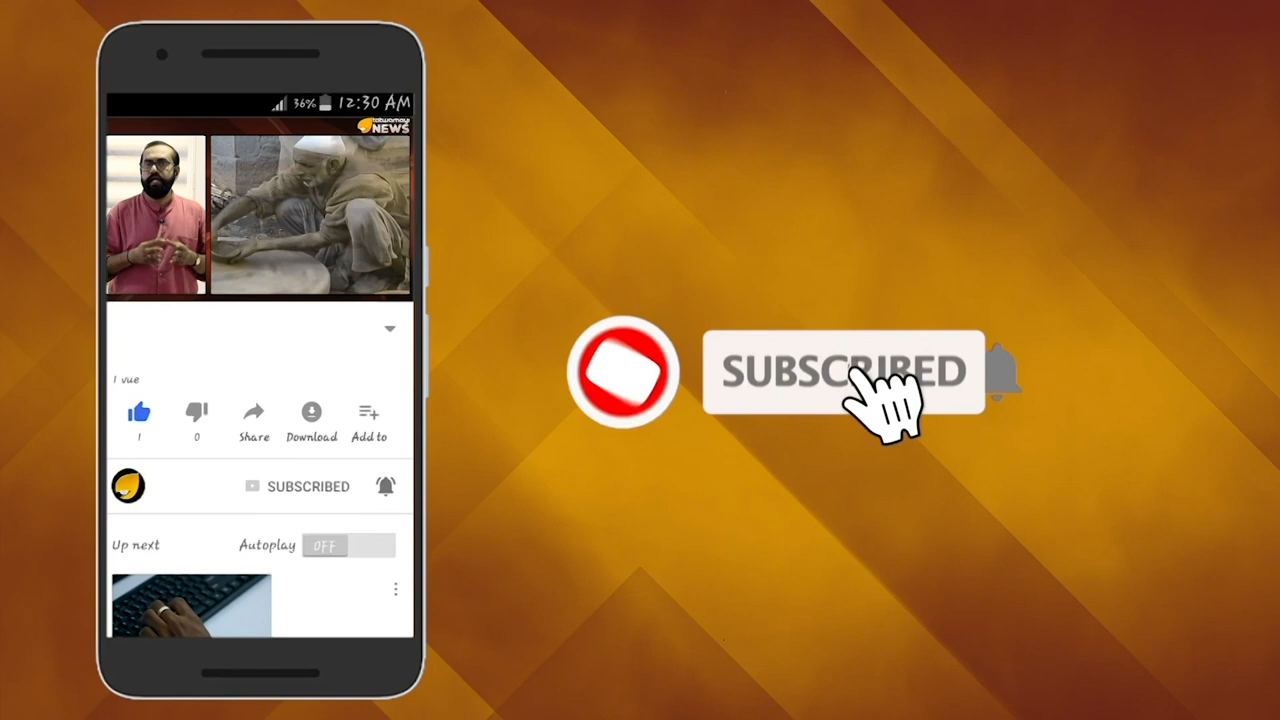 36%
12:30 AM
tatwamayi
NEWS
1 vue
1
0
Share
Download
Add to
SUBSCRIBED
Up next
Autoplay
OFF
SUBSCRIBED